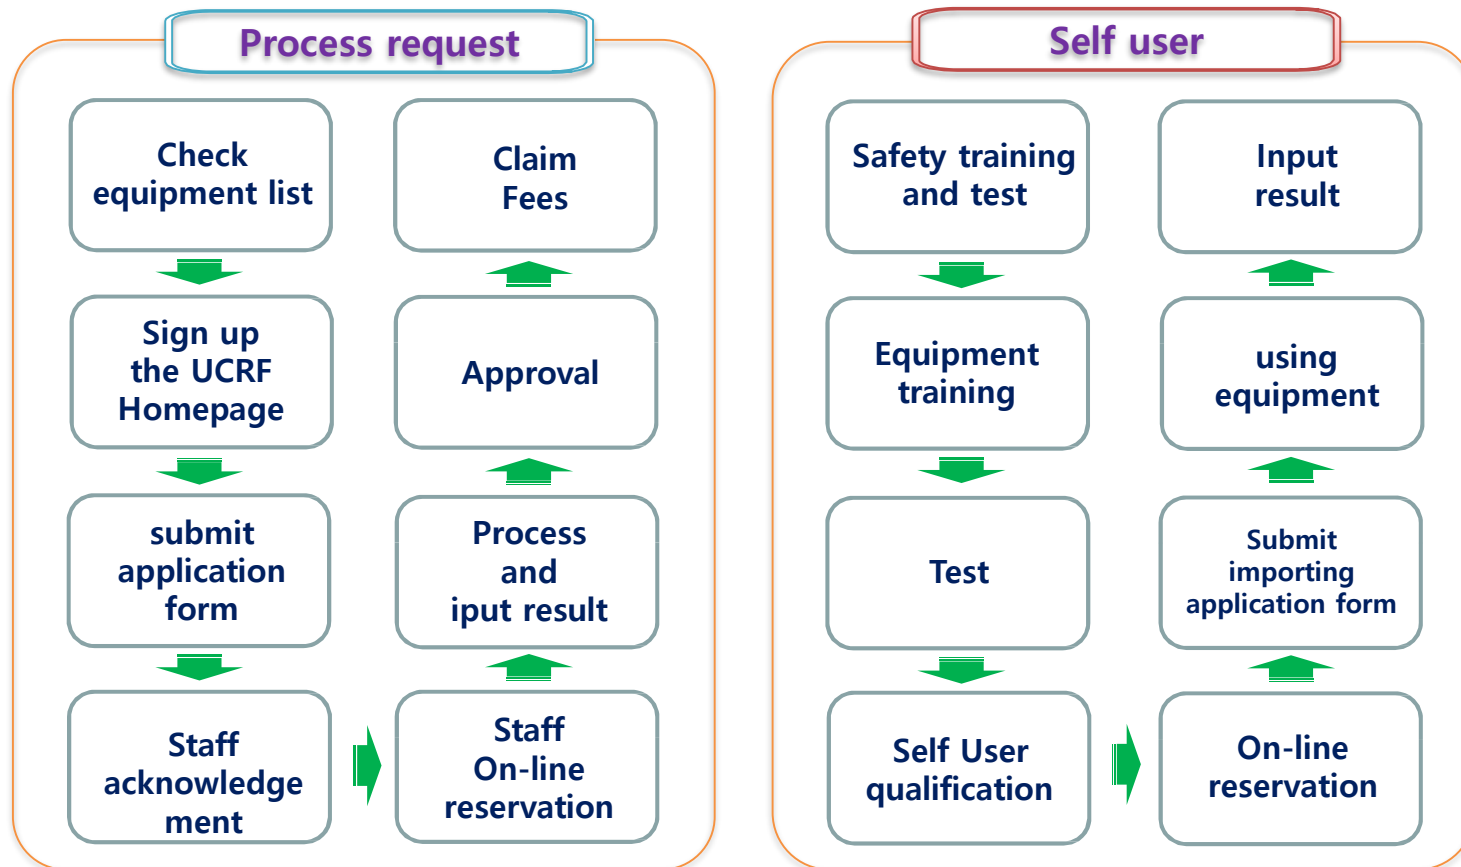 Process request
Check
equipment list
Sign up
the UCRF
Homepage
submit
application
form
Staff
acknowledge
ment
Staff
On-line
reservation
Process
and
iput result
Approval
Claim
Fees
Self user
Safety training
and test
Equipment
training
Test
Self User
qualification
On-line
reservation
Submit
importing
application form
using
equipment
Input
result